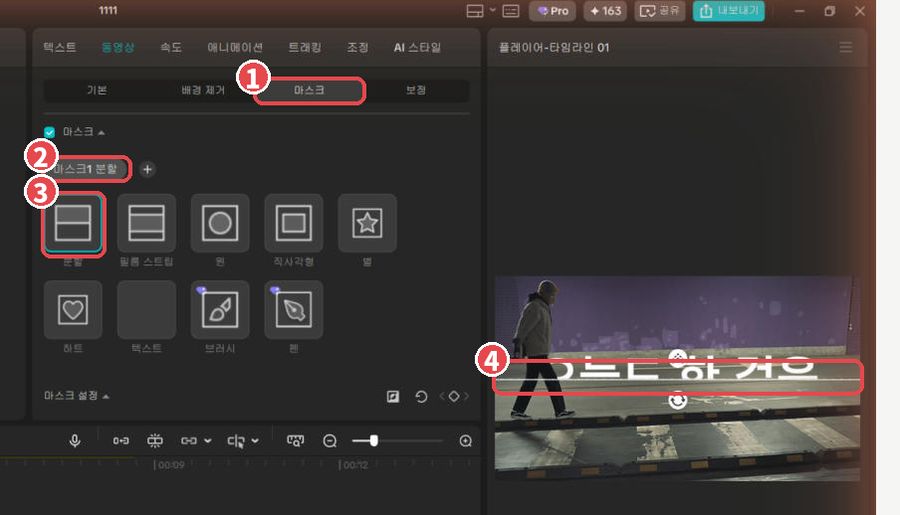 1111
Pro
163
공유
내보내기
텍스트 동영상 속도 애니메이션 트래킹 조정 AI 스타일
플레이어-타임라인 01
1
기본 배경 제거 마스크 보정
마스크
2
마스크1 분할
3
분할 필름 스트립 원 직사각형 별
하트 텍스트 브러시 펜
4
마스크 설정
00:09 00:12